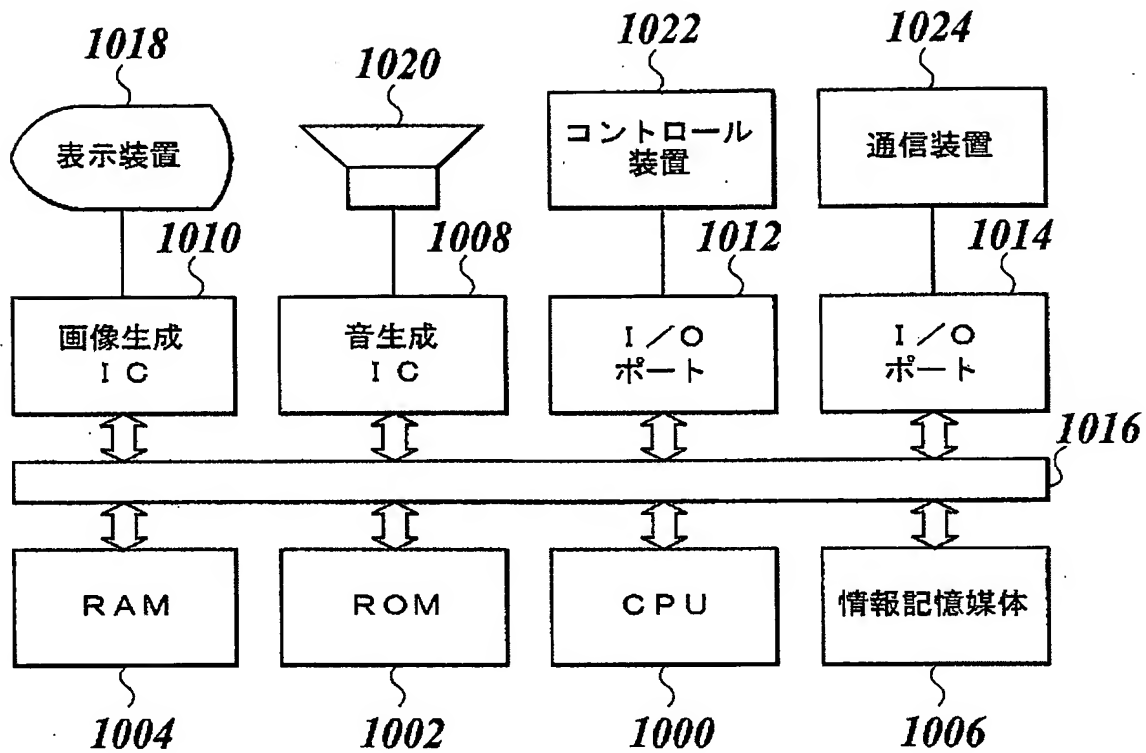 1018
1020
1022
1024
表示装置
コントロール
装置
通信装置
1010
1008
1012
1014
画像生成
IC
音生成
IC
I/O
ポート
I/O
ポート
1016
RAM
ROM
CPU
情報記憶媒体
1004
1002
1000
1006